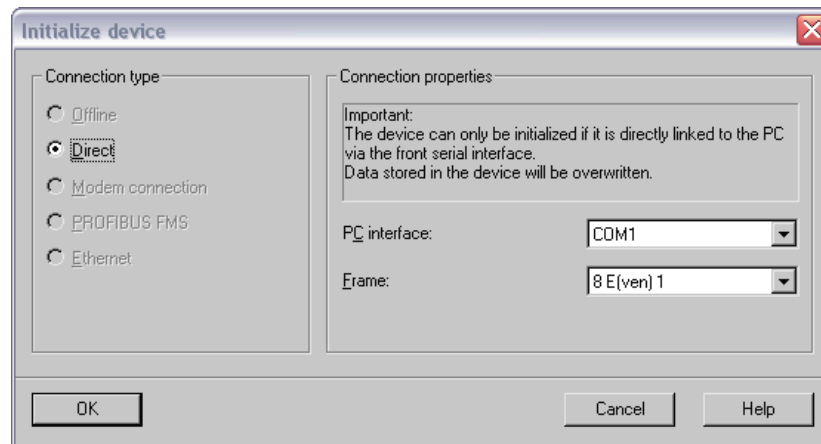 Initialize device
Connection type
Offline
Direct
Modem connection
PROFIBUS FMS
Ethernet
Connection properties
Important:
The device can only be initialized if it is directly linked to the PC
via the front serial interface.
Data stored in the device will be overwritten.
PC interface:
COM1
Frame:
8 E(ven) 1
OK
Cancel
Help